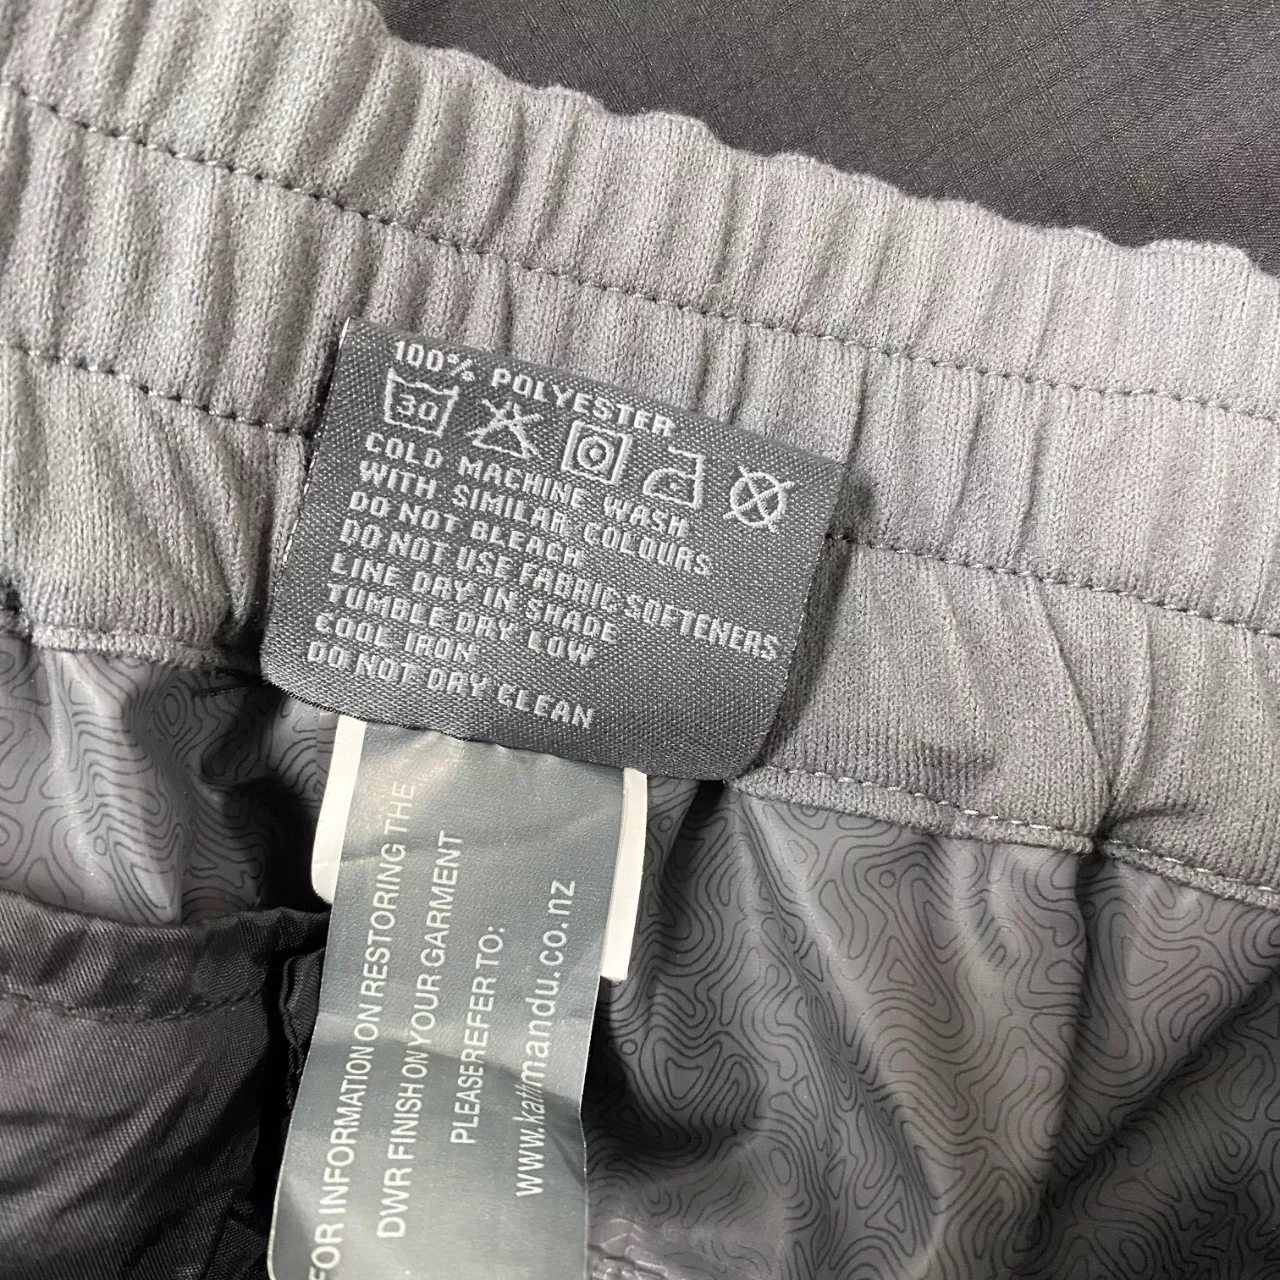 100% POLYESTER
30
COLD MACHINE WASH
WITH SIMILAR COLOURS
DO NOT BLEACH
DO NOT USE FABRIC SOFTENERS
LINE DAY IN SHADE
TUMBLE DRY LOW
COOL IRON
DO NOT DRY CLEAN
FOR INFORMATION ON RESTORING THE
DWR FINISH ON YOUR GARMENT
PLEASE REFER TO:
www.kathmandu.co.nz